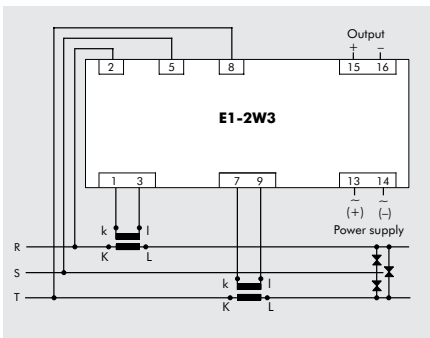 Output
+ –
2 5 8 15 16
E1-2W3
1 3 7 9 13 14
~ ~
(+) (–)
Power supply
k l
R
K L
S
k l
T
K L